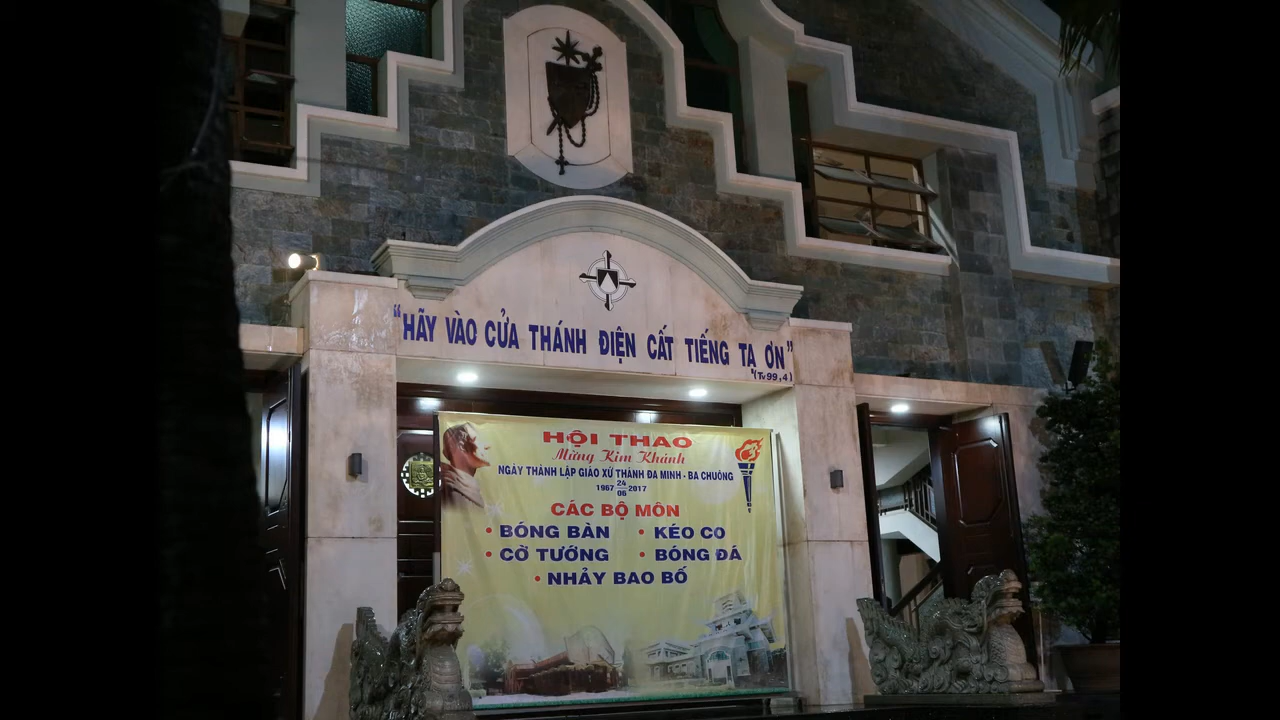 “HÃY VÀO CỬA THÁNH ĐIỆN CẤT TIẾNG TẠ ƠN”
(Tv 99,4)
HỘI THAO
Mừng Kim Khánh
NGÀY THÀNH LẬP GIÁO XỨ THÁNH ĐA MINH - BA CHUÔNG
1967 24/06 2017
CÁC BỘ MÔN
• BÓNG BÀN • KÉO CO
• CỜ TƯỚNG • BÓNG ĐÁ
• NHẢY BAO BỐ